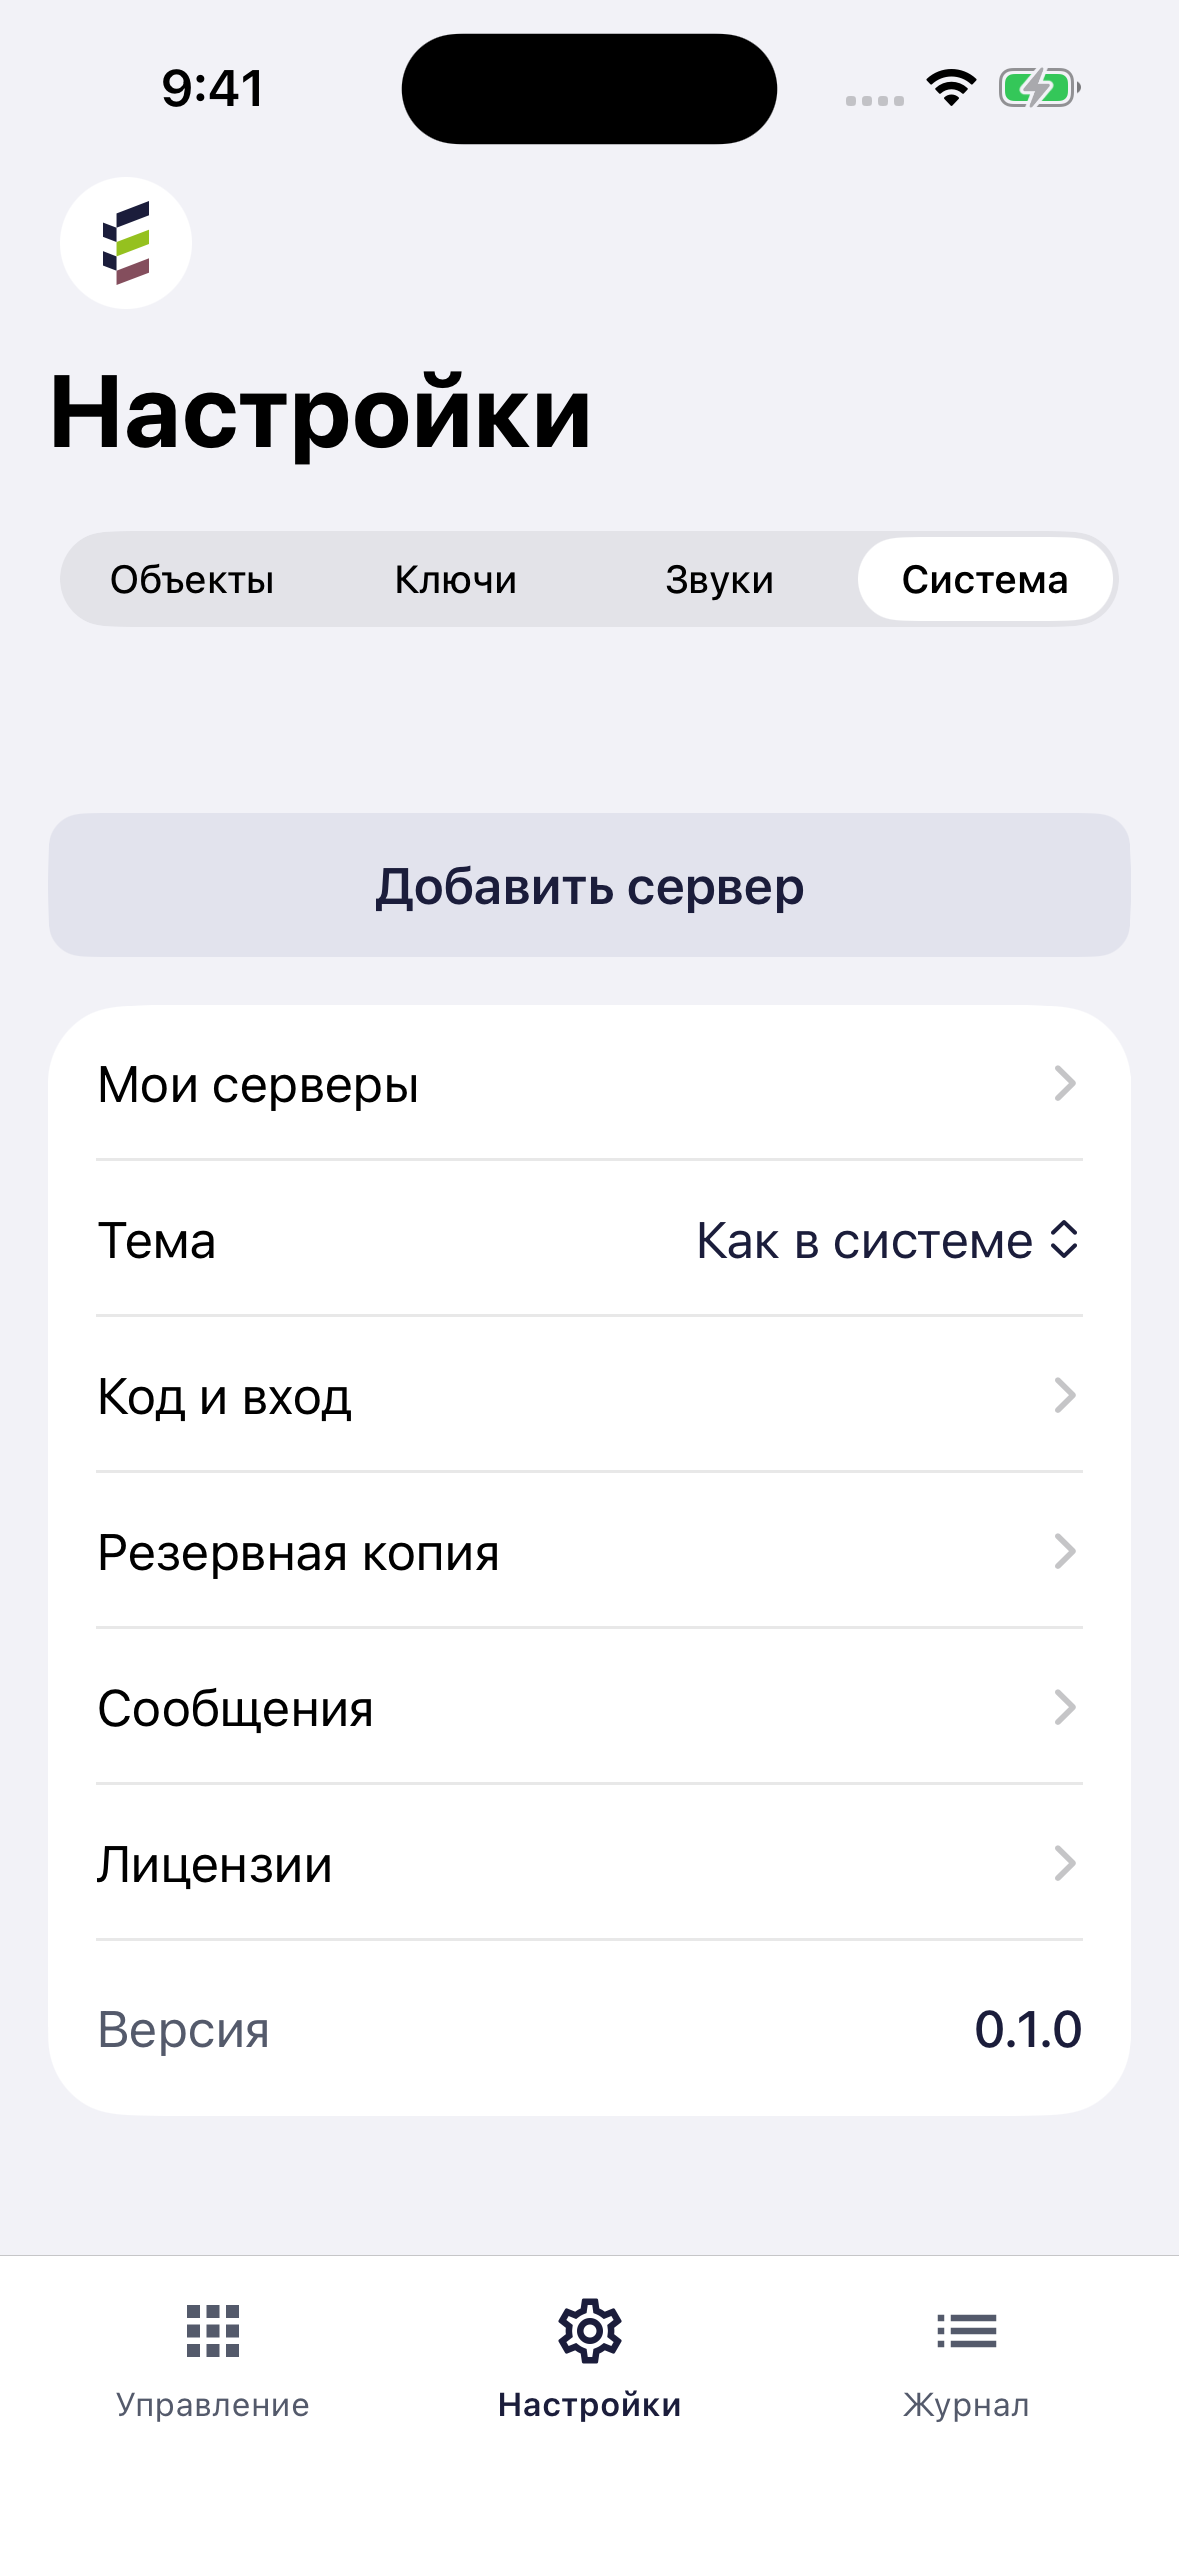 9:41
Настройки
Объекты Ключи Звуки Система
Добавить сервер
Мои серверы
Тема Как в системе
Код и вход
Резервная копия
Сообщения
Лицензии
Версия 0.1.0
Управление Настройки Журнал